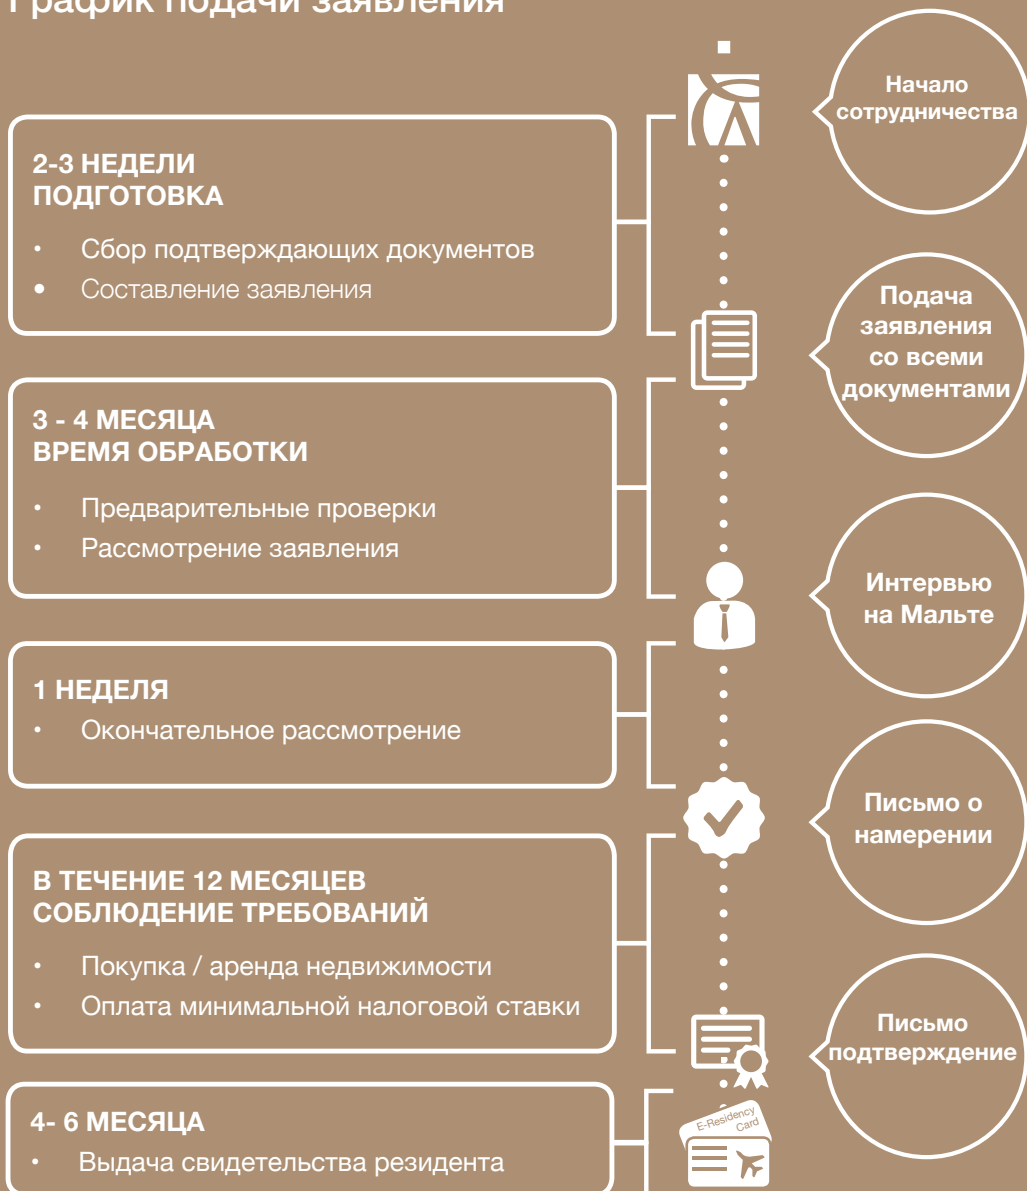 График подачи заявления
Начало
сотрудничества
2-3 НЕДЕЛИ
ПОДГОТОВКА
• Сбор подтверждающих документов
• Составление заявления
Подача
заявления
со всеми
документами
3 - 4 МЕСЯЦА
ВРЕМЯ ОБРАБОТКИ
• Предварительные проверки
• Рассмотрение заявления
Интервью
на Мальте
1 НЕДЕЛЯ
• Окончательное рассмотрение
Письмо о
намерении
В ТЕЧЕНИЕ 12 МЕСЯЦЕВ
СОБЛЮДЕНИЕ ТРЕБОВАНИЙ
• Покупка / аренда недвижимости
• Оплата минимальной налоговой ставки
Письмо
подтверждение
4- 6 МЕСЯЦА
• Выдача свидетельства резидента
E-Residency
Card